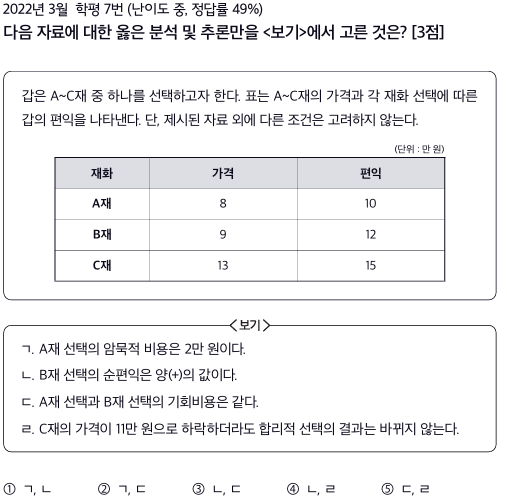 2022년 3월 학평 7번 (난이도 중, 정답률 49%)
다음 자료에 대한 옳은 분석 및 추론만을 <보기>에서 고른 것은? [3점]
갑은 A~C재 중 하나를 선택하고자 한다. 표는 A~C재의 가격과 각 재화 선택에 따른
갑의 편익을 나타낸다. 단, 제시된 자료 외에 다른 조건은 고려하지 않는다.
(단위 : 만 원)
재화 가격 편익
A재 8 10
B재 9 12
C재 13 15
<보기>
ㄱ. A재 선택의 암묵적 비용은 2만 원이다.
ㄴ. B재 선택의 순편익은 양(+)의 값이다.
ㄷ. A재 선택과 B재 선택의 기회비용은 같다.
ㄹ. C재의 가격이 11만 원으로 하락하더라도 합리적 선택의 결과는 바뀌지 않는다.
① ㄱ, ㄴ ② ㄱ, ㄷ ③ ㄴ, ㄷ ④ ㄴ, ㄹ ⑤ ㄷ, ㄹ